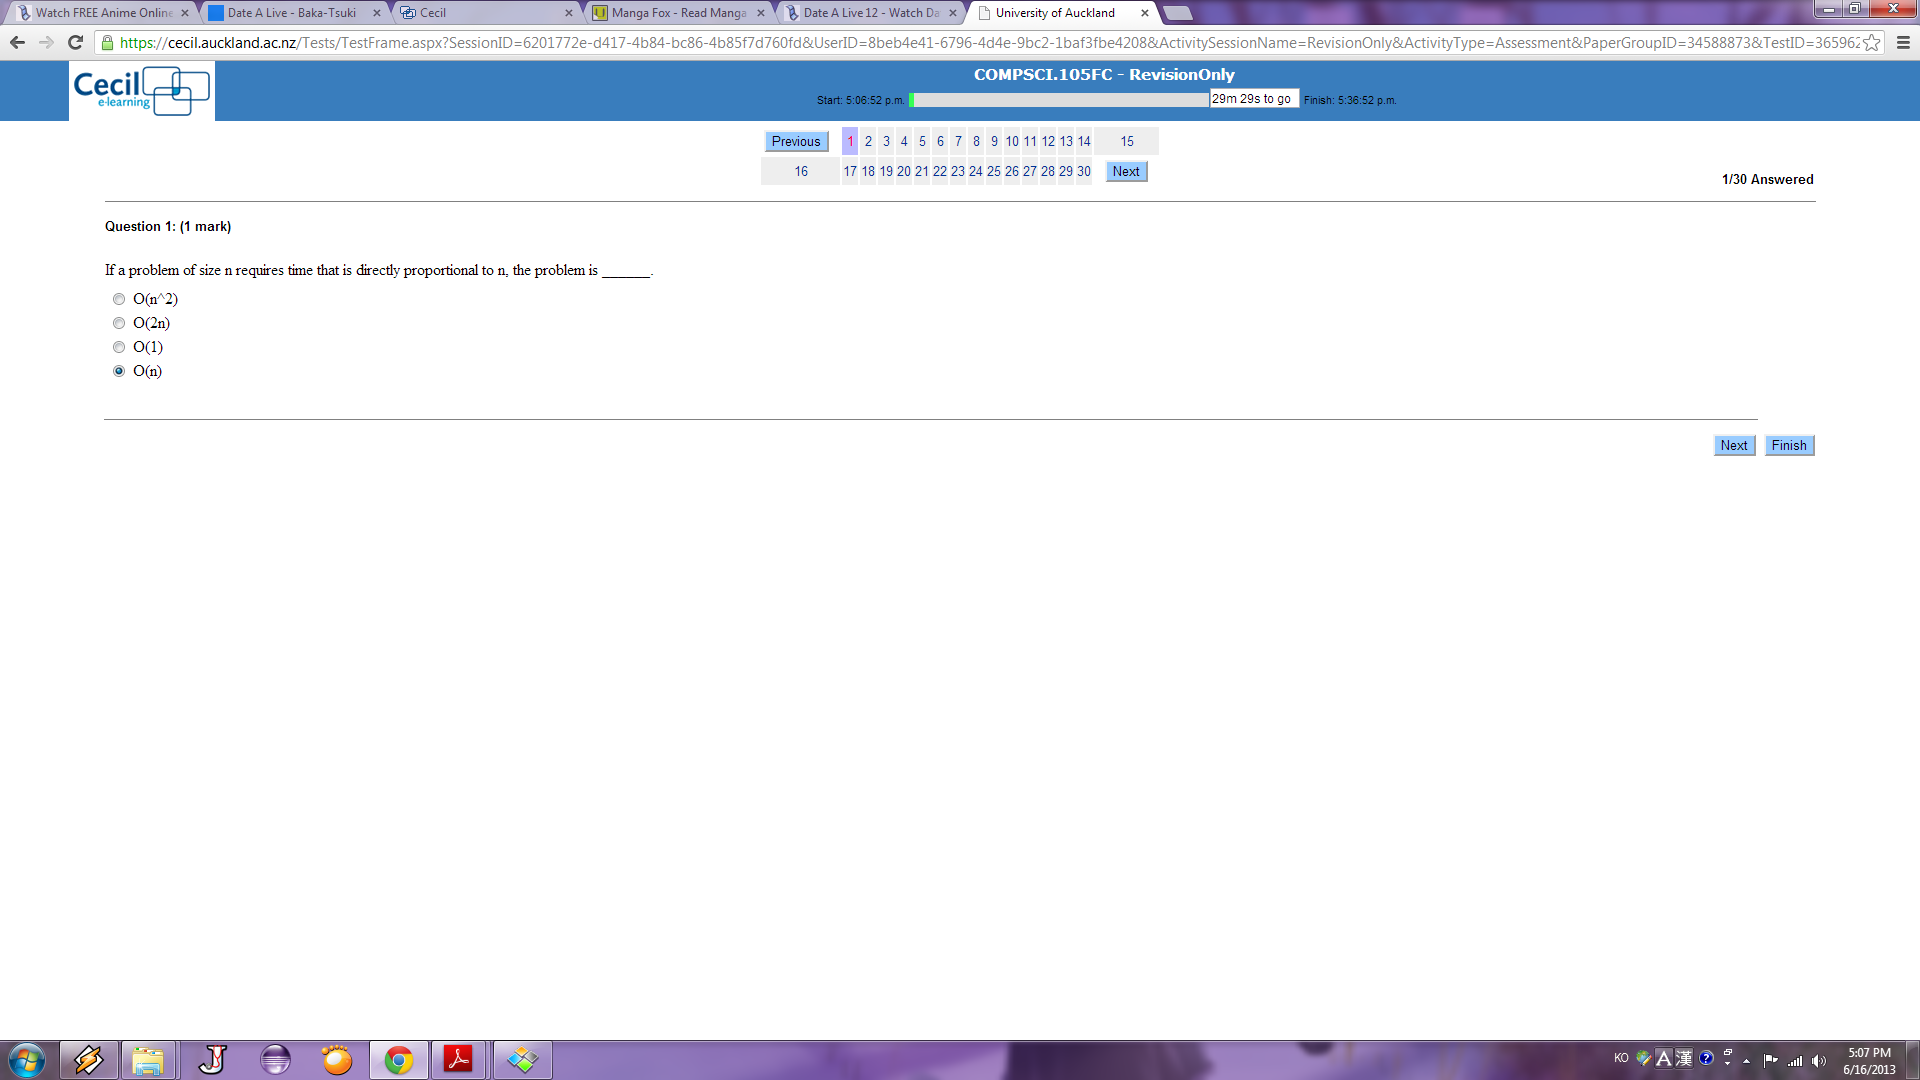 Watch FREE Anime Online
Date A Live - Baka-Tsuki
Cecil
Manga Fox - Read Manga
Date A Live 12 - Watch Da
University of Auckland
https://cecil.auckland.ac.nz/Tests/TestFrame.aspx?SessionID=6201772e-d417-4b84-bc86-4b85f7d760fd&UserID=8beb4e41-6796-4d4e-9bc2-1baf3fbe4208&ActivitySessionName=RevisionOnly&ActivityType=Assessment&PaperGroupID=34588873&TestID=36596
Cecil
e-learning
COMPSCI.105FC - RevisionOnly
Start: 5:06:52 p.m. 29m 29s to go Finish: 5:36:52 p.m.
Previous 1 2 3 4 5 6 7 8 9 10 11 12 13 14 15
16 17 18 19 20 21 22 23 24 25 26 27 28 29 30 Next
1/30 Answered
Question 1: (1 mark)
If a problem of size n requires time that is directly proportional to n, the problem is ______.
O(n^2)
O(2n)
O(1)
O(n)
Next Finish
KO A 漢 ?
5:07 PM
6/16/2013